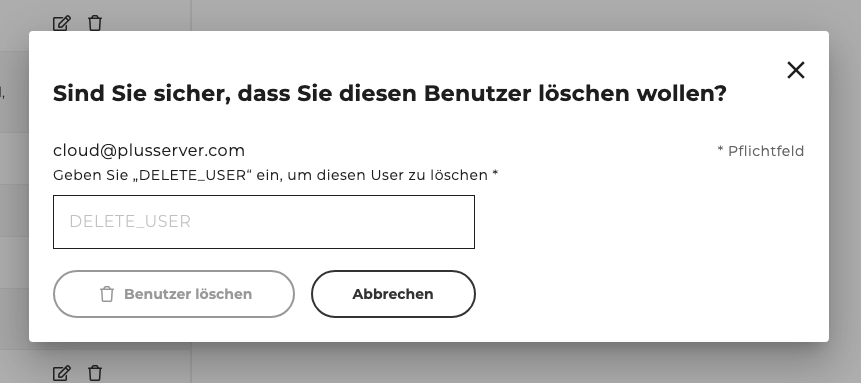 Sind Sie sicher, dass Sie diesen Benutzer löschen wollen?
cloud@plusserver.com
* Pflichtfeld
Geben Sie „DELETE_USER“ ein, um diesen User zu löschen *
DELETE_USER
Benutzer löschen
Abbrechen